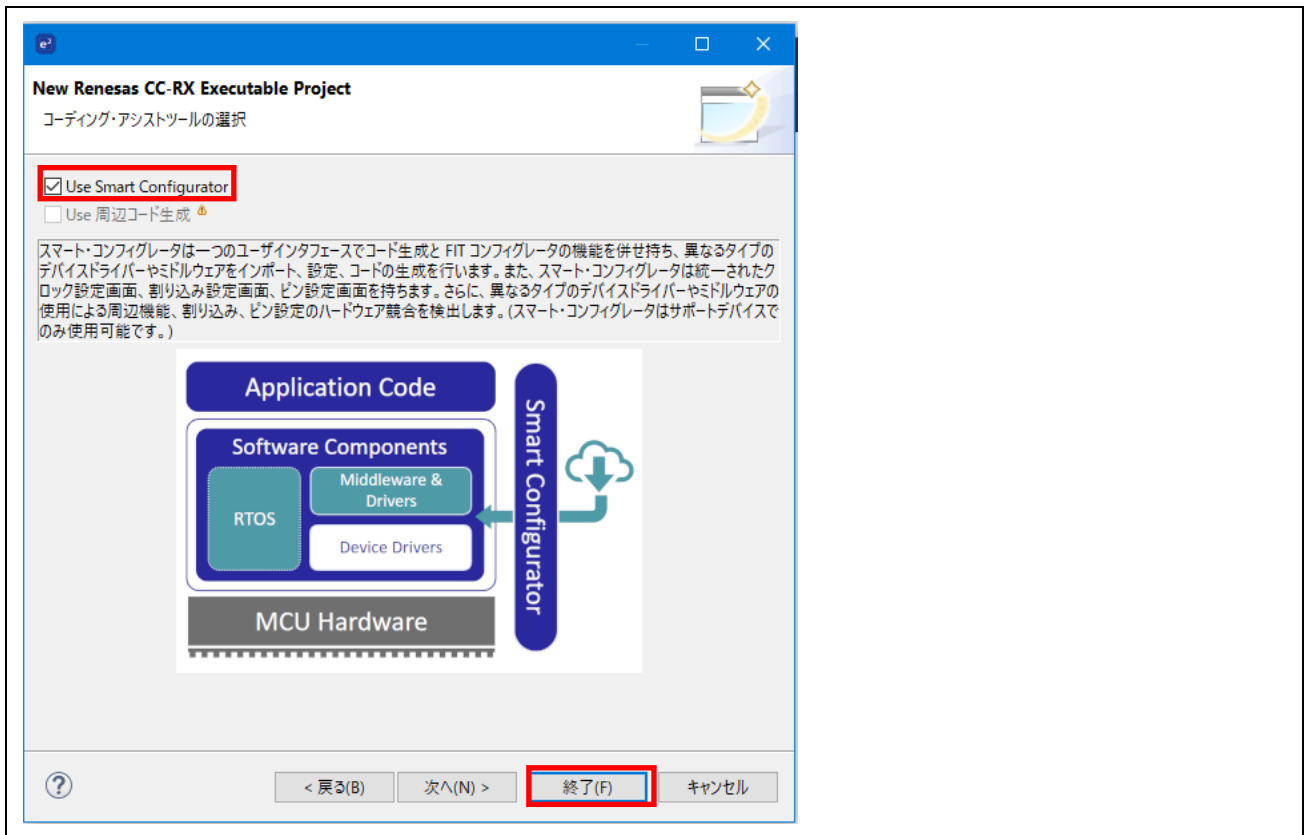 e²
New Renesas CC-RX Executable Project
コーディング・アシストツールの選択
Use Smart Configurator
Use 周辺コード生成
スマート・コンフィグレータは一つのユーザインタフェースでコード生成と FIT コンフィグレータの機能を併せ持ち、異なるタイプの
デバイスドライバーやミドルウェアをインポート、設定、コードの生成を行います。また、スマート・コンフィグレータは統一されたク
ロック設定画面、割り込み設定画面、ピン設定画面を持ちます。さらに、異なるタイプのデバイスドライバーやミドルウェアの
使用による周辺機能、割り込み、ピン設定のハードウェア競合を検出します。(スマート・コンフィグレータはサポートデバイスで
のみ使用可能です。)
Application Code
Software Components
RTOS
Middleware &
Drivers
Device Drivers
MCU Hardware
Smart Configurator
?
< 戻る(B)
次へ(N) >
終了(F)
キャンセル